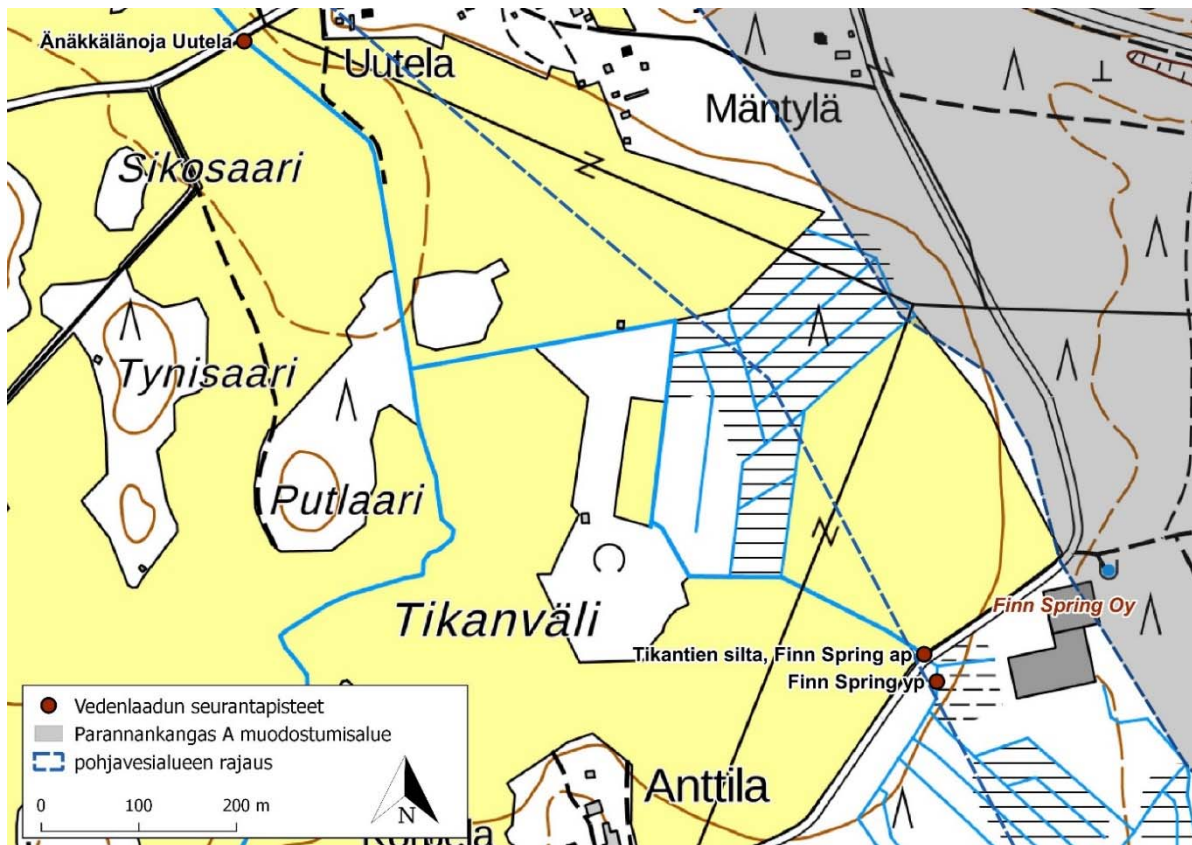 Änäkkälänoja Uutela
Uutela
Mäntylä
Sikosaari
Tynisaari
Putlaari
Tikanväli
Finn Spring Oy
Tikantien silta, Finn Spring ap
Finn Spring yp
Anttila
Vedenlaadun seurantapisteet
Parannankangas A muodostumisalue
pohjavesialueen rajaus
0 100 200 m
N